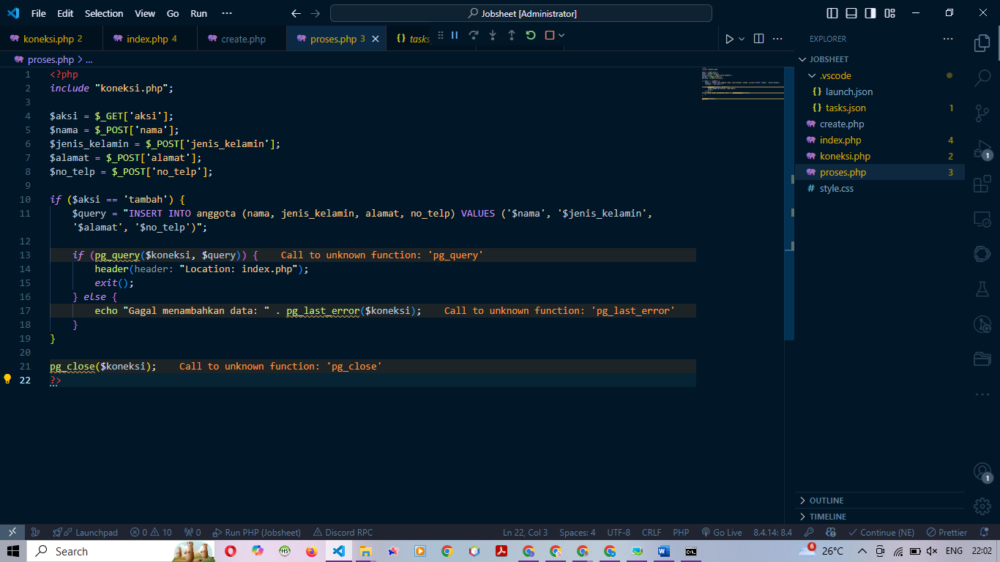 File Edit Selection View Go Run ··· Jobsheet [Administrator]
koneksi.php 2 index.php 4 create.php proses.php 3 tasks
EXPLORER
proses.php > ...
JOBSHEET
.vscode
launch.json
tasks.json 1
create.php
index.php 4
koneksi.php 2
proses.php 3
style.css
1 <?php
2 include "koneksi.php";
3
4 $aksi = $_GET['aksi'];
5 $nama = $_POST['nama'];
6 $jenis_kelamin = $_POST['jenis_kelamin'];
7 $alamat = $_POST['alamat'];
8 $no_telp = $_POST['no_telp'];
9
10 if ($aksi == 'tambah') {
11 $query = "INSERT INTO anggota (nama, jenis_kelamin, alamat, no_telp) VALUES ('$nama', '$jenis_kelamin',
'$alamat', '$no_telp')";
12
13 if (pg_query($koneksi, $query)) { Call to unknown function: 'pg_query'
14 header(header: "Location: index.php");
15 exit();
16 } else {
17 echo "Gagal menambahkan data: " . pg_last_error($koneksi); Call to unknown function: 'pg_last_error'
18 }
19 }
20
21 pg_close($koneksi); Call to unknown function: 'pg_close'
22 ?>
1
1
OUTLINE
TIMELINE
Launchpad 0 10 0 Run PHP (Jobsheet) Discord RPC Ln 22, Col 3 Spaces: 4 UTF-8 CRLF PHP Go Live 8.4.14: 8.4 Continue (NE) Prettier
Search 6 26°C ENG 22:02